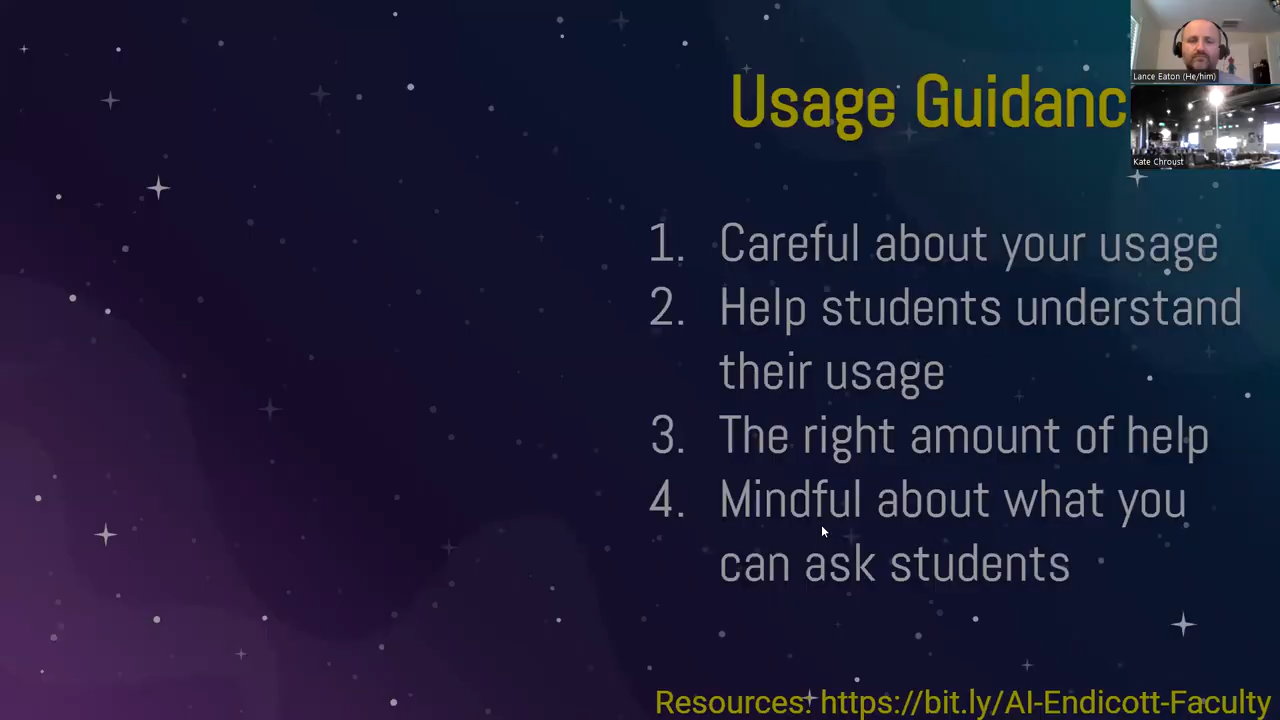 Usage Guidanc
Lance Eaton (He/him)
Kate Chroust
1. Careful about your usage
2. Help students understand
their usage
3. The right amount of help
4. Mindful about what you
can ask students
Resources: https://bit.ly/AI-Endicott-Faculty